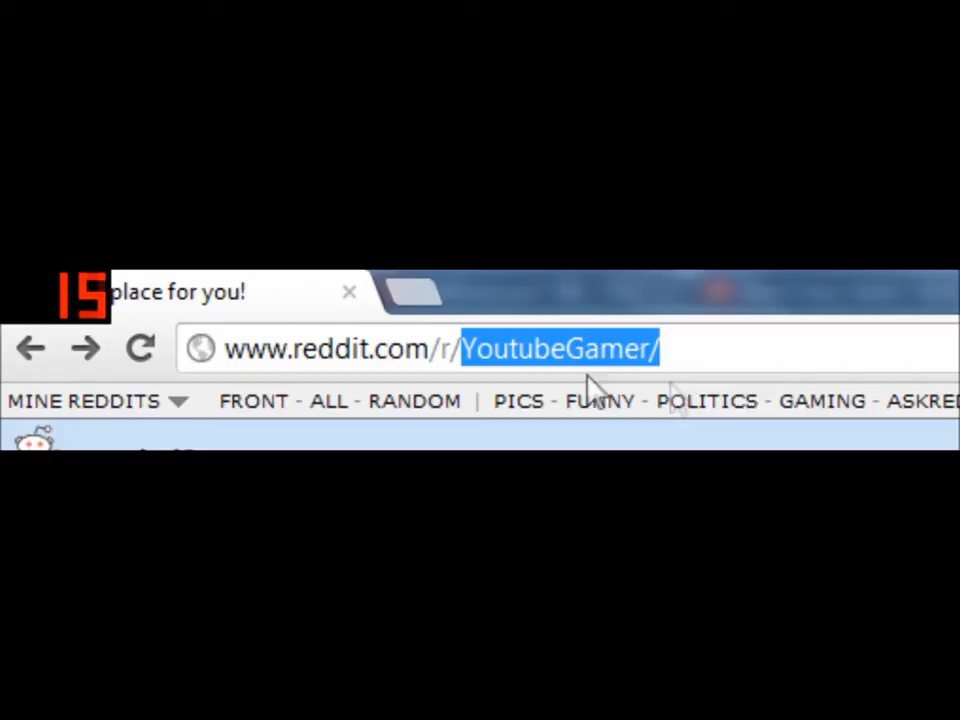 15
place for you!
www.reddit.com/r/YoutubeGamer/
MINE REDDITS FRONT - ALL - RANDOM | PICS - FUNNY - POLITICS - GAMING - ASKRED